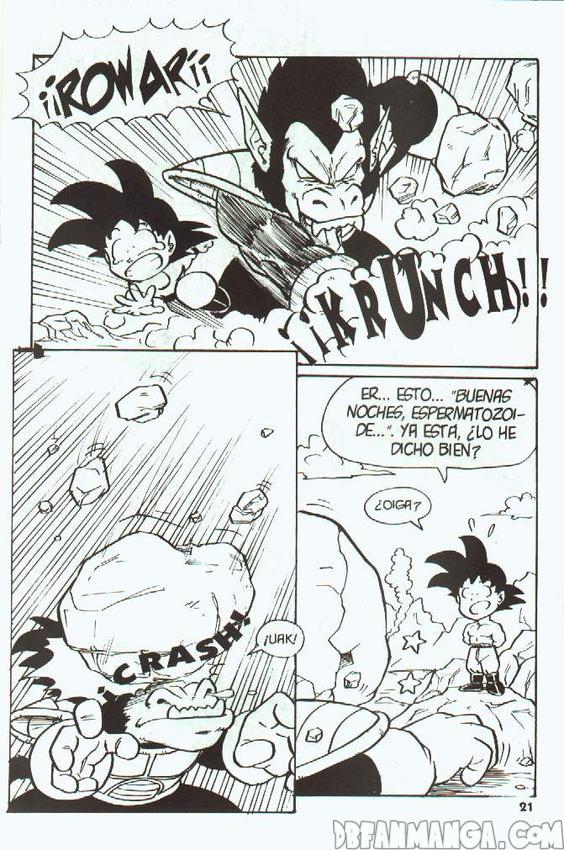 ¡¡ROWAR¡¡
¡¡KRUNCH!!
¡CRASH!
¡UAK!
ER... ESTO... "BUENAS
NOCHES, ESPERMATOZOI-
DE...". YA ESTÁ, ¿LO HE
DICHO BIEN?
¿OIGA?
21
DBFANMANGA.COM